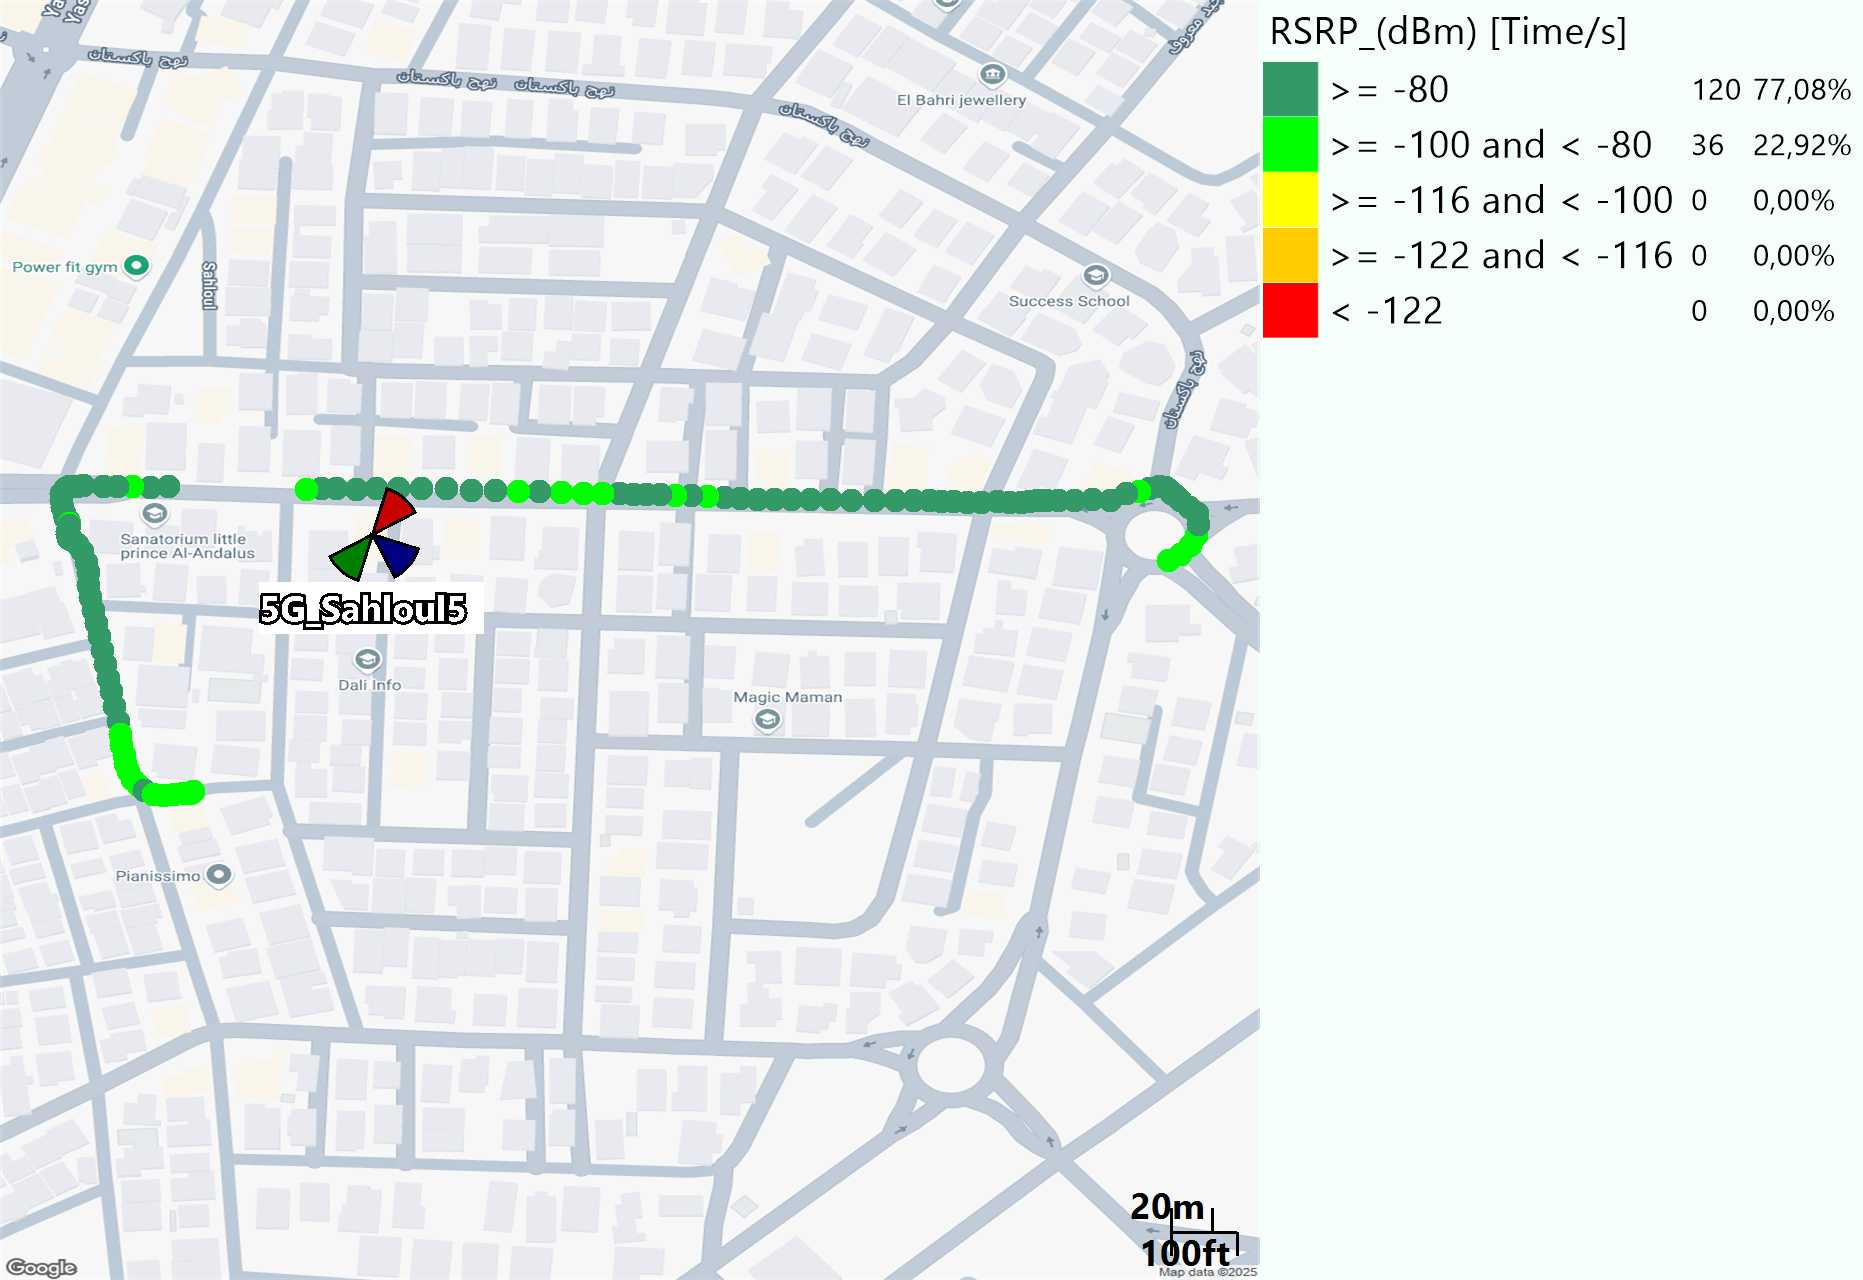 RSRP_(dBm) [Time/s]
>= -80 120 77,08%
>= -100 and < -80 36 22,92%
>= -116 and < -100 0 0,00%
>= -122 and < -116 0 0,00%
< -122 0 0,00%
نهج باكستان
نهج باكستان
نهج باكستان
نهج باكستان
El Bahri jewellery
Power fit gym
Sahloul
Success School
نهج باكستان
Sanatorium little
prince Al-Andalus
5G_Sahloul5
Dali Info
Magic Maman
Pianissimo
20m
100ft
Google
Map data ©2025